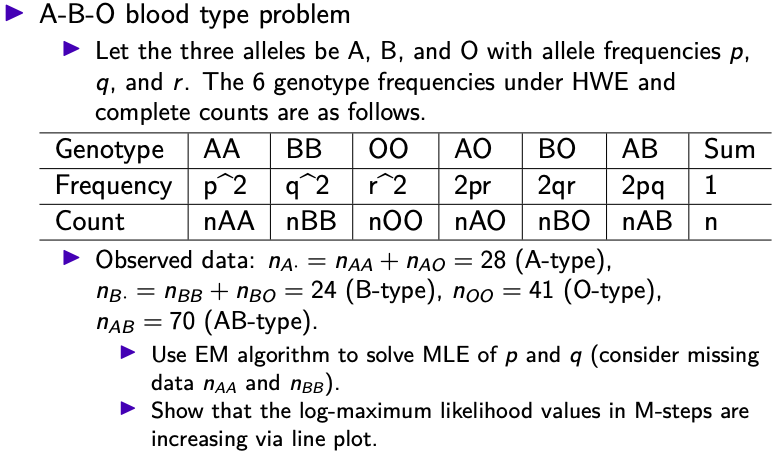 A-B-O blood type problem
Let the three alleles be A, B, and O with allele frequencies p,
q, and r. The 6 genotype frequencies under HWE and
complete counts are as follows.
Genotype AA BB OO AO BO AB Sum
Frequency p^2 q^2 r^2 2pr 2qr 2pq 1
Count nAA nBB nOO nAO nBO nAB n
Observed data: n_{A·} = n_{AA} + n_{AO} = 28 (A-type),
n_{B·} = n_{BB} + n_{BO} = 24 (B-type), n_{OO} = 41 (O-type),
n_{AB} = 70 (AB-type).
Use EM algorithm to solve MLE of p and q (consider missing
data n_{AA} and n_{BB}).
Show that the log-maximum likelihood values in M-steps are
increasing via line plot.